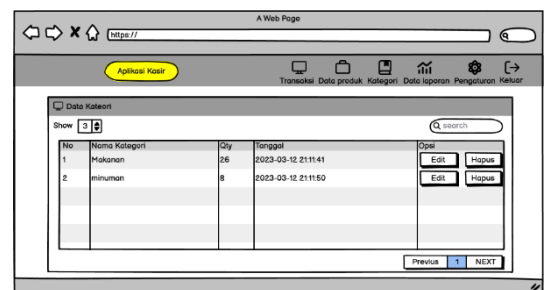 A Web Page
https://
Aplikasi Kasir
Transaksi Data produk Kategori Data laporan Pengaturan Keluar
Data Kateori
Show 3 search
No Nama Kategori Qty Tanggal Opsi
1 Makanan 26 2023-03-12 21:11:41 Edit Hapus
2 minuman 8 2023-03-12 21:11:50 Edit Hapus
Previus 1 NEXT